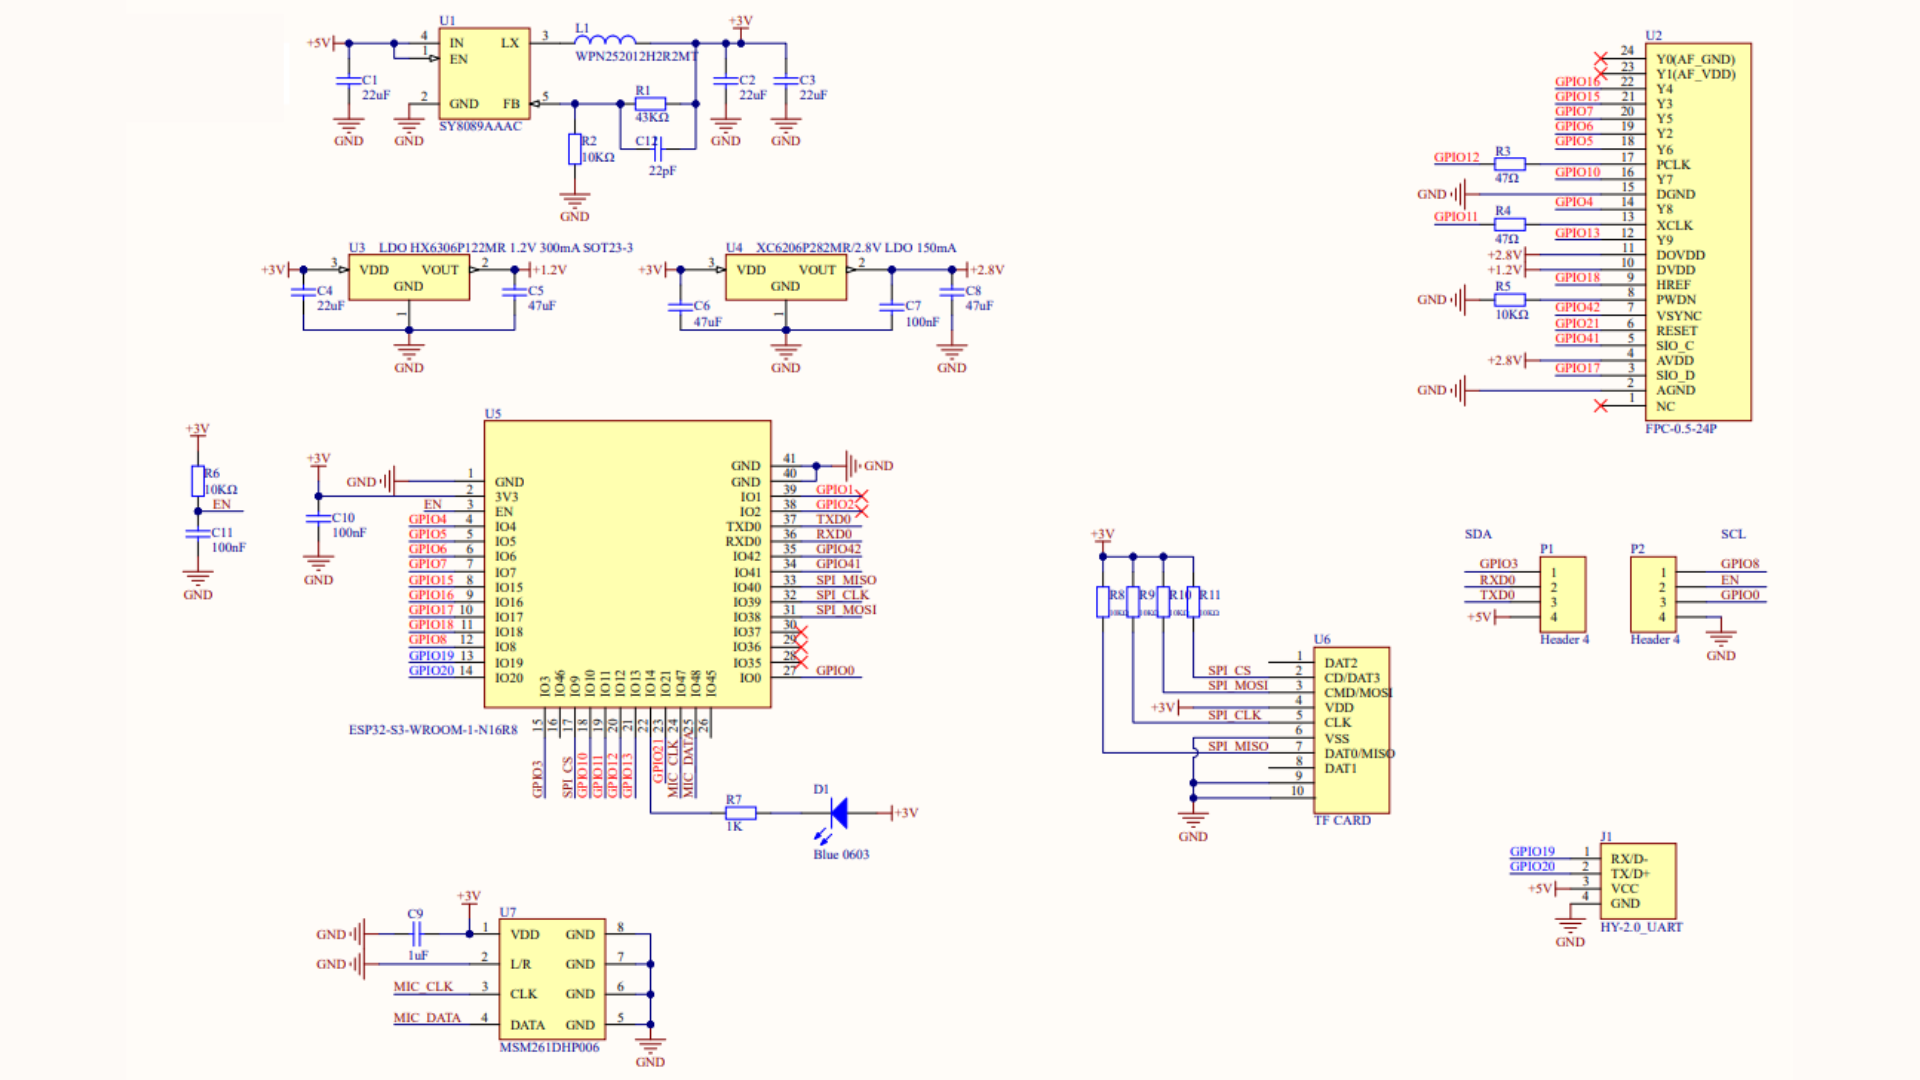 U1
+5V
4 IN LX 3
1 EN
2 GND FB 5
SY8089AAAC
C1
22uF
GND
GND
L1
WPN252012H2R2MT
+3V
R1
43KΩ
R2
10KΩ
C12
22pF
GND
C2
22uF
GND
C3
22uF
GND
U3 LDO HX6306P122MR 1.2V 300mA SOT23-3
+3V 3 VDD VOUT 2 +1.2V
GND
1
C4
22uF
C5
47uF
GND
U4 XC6206P282MR/2.8V LDO 150mA
+3V 3 VDD VOUT 2 +2.8V
GND
1
C6
47uF
C7
100nF
C8
47uF
GND
GND
U2
24 Y0(AF_GND)
23 Y1(AF_VDD)
GPIO16 22 Y4
GPIO15 21 Y3
GPIO7 20 Y5
GPIO6 19 Y2
GPIO5 18 Y6
GPIO12 R3 47Ω 17 PCLK
GPIO10 16 Y7
GND 15 DGND
GPIO4 14 Y8
GPIO11 R4 47Ω 13 XCLK
GPIO13 12 Y9
+2.8V 11 DOVDD
+1.2V 10 DVDD
GPIO18 9 HREF
GND R5 10KΩ 8 PWDN
GPIO42 7 VSYNC
GPIO21 6 RESET
GPIO41 5 SIO_C
+2.8V 4 AVDD
GPIO17 3 SIO_D
GND 2 AGND
1 NC
FPC-0.5-24P
+3V
R6
10KΩ
EN
C11
100nF
GND
+3V
C10
100nF
GND
U5
GND 1 GND
2 3V3
EN 3 EN
GPIO4 4 IO4
GPIO5 5 IO5
GPIO6 6 IO6
GPIO7 7 IO7
GPIO15 8 IO15
GPIO16 9 IO16
GPIO17 10 IO17
GPIO18 11 IO18
GPIO8 12 IO8
GPIO19 13 IO19
GPIO20 14 IO20
GND 41 GND
GND 40
IO1 39 GPIO1
IO2 38 GPIO2
TXD0 37 TXD0
RXD0 36 RXD0
IO42 35 GPIO42
IO41 34 GPIO41
IO40 33 SPI_MISO
IO39 32 SPI_CLK
IO38 31 SPI_MOSI
IO37 30
IO36 29
IO35 28
IO0 27 GPIO0
IO3 IO46 IO9 IO10 IO11 IO12 IO13 IO14 IO21 IO47 IO48 IO45
15 16 17 18 19 20 21 22 23 24 25 26
GPIO3 SPI_CS GPIO10 GPIO11 GPIO12 GPIO13 GPIO21 MIC_CLK MIC_DATA
ESP32-S3-WROOM-1-N16R8
R7
1K
D1
+3V
Blue 0603
+3V
R8 R9 R10 R11
10KΩ 10KΩ 10KΩ 10KΩ
U6
1 DAT2
SPI_CS 2 CD/DAT3
SPI_MOSI 3 CMD/MOSI
+3V 4 VDD
SPI_CLK 5 CLK
6 VSS
SPI_MISO 7 DAT0/MISO
8 DAT1
9
10
GND
TF CARD
SDA
P1
GPIO3 1
RXD0 2
TXD0 3
+5V 4
Header 4
SCL
P2
1 GPIO8
2 EN
3 GPIO0
4
Header 4
GND
J1
GPIO19 1 RX/D-
GPIO20 2 TX/D+
+5V 3 VCC
4 GND
GND
HY-2.0_UART
+3V
U7
GND C9 1uF 1 VDD GND 8
GND 2 L/R GND 7
MIC_CLK 3 CLK GND 6
MIC_DATA 4 DATA GND 5
MSM261DHP006
GND